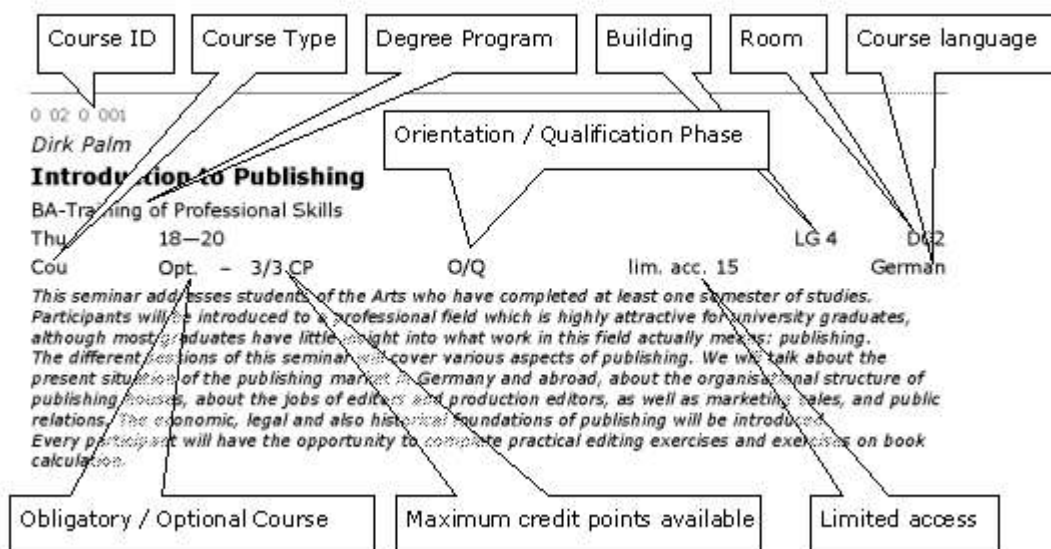 Course ID Course Type Degree Program Building Room Course language
0 02 0 001
Orientation / Qualification Phase
Dirk Palm
Introduction to Publishing
BA-Training of Professional Skills
Thu 18—20 LG 4
Cou Opt. – 3/3 CP O/Q lim. acc. 15 German
This seminar addresses students of the Arts who have completed at least one semester of studies.
Participants will be introduced to a professional field which is highly attractive for university graduates,
although most graduates have little insight into what work in this field actually means: publishing.
The different sessions of this seminar will cover various aspects of publishing. We will talk about the
present situation of the publishing market in Germany and abroad, about the organisational structure of
publishing houses, about the jobs of editors and production editors, as well as marketing, sales, and public
relations. The economic, legal and also historical foundations of publishing will be introduced.
Every participant will have the opportunity to complete practical editing exercises and exercises on book
calculation.
Obligatory / Optional Course Maximum credit points available Limited access